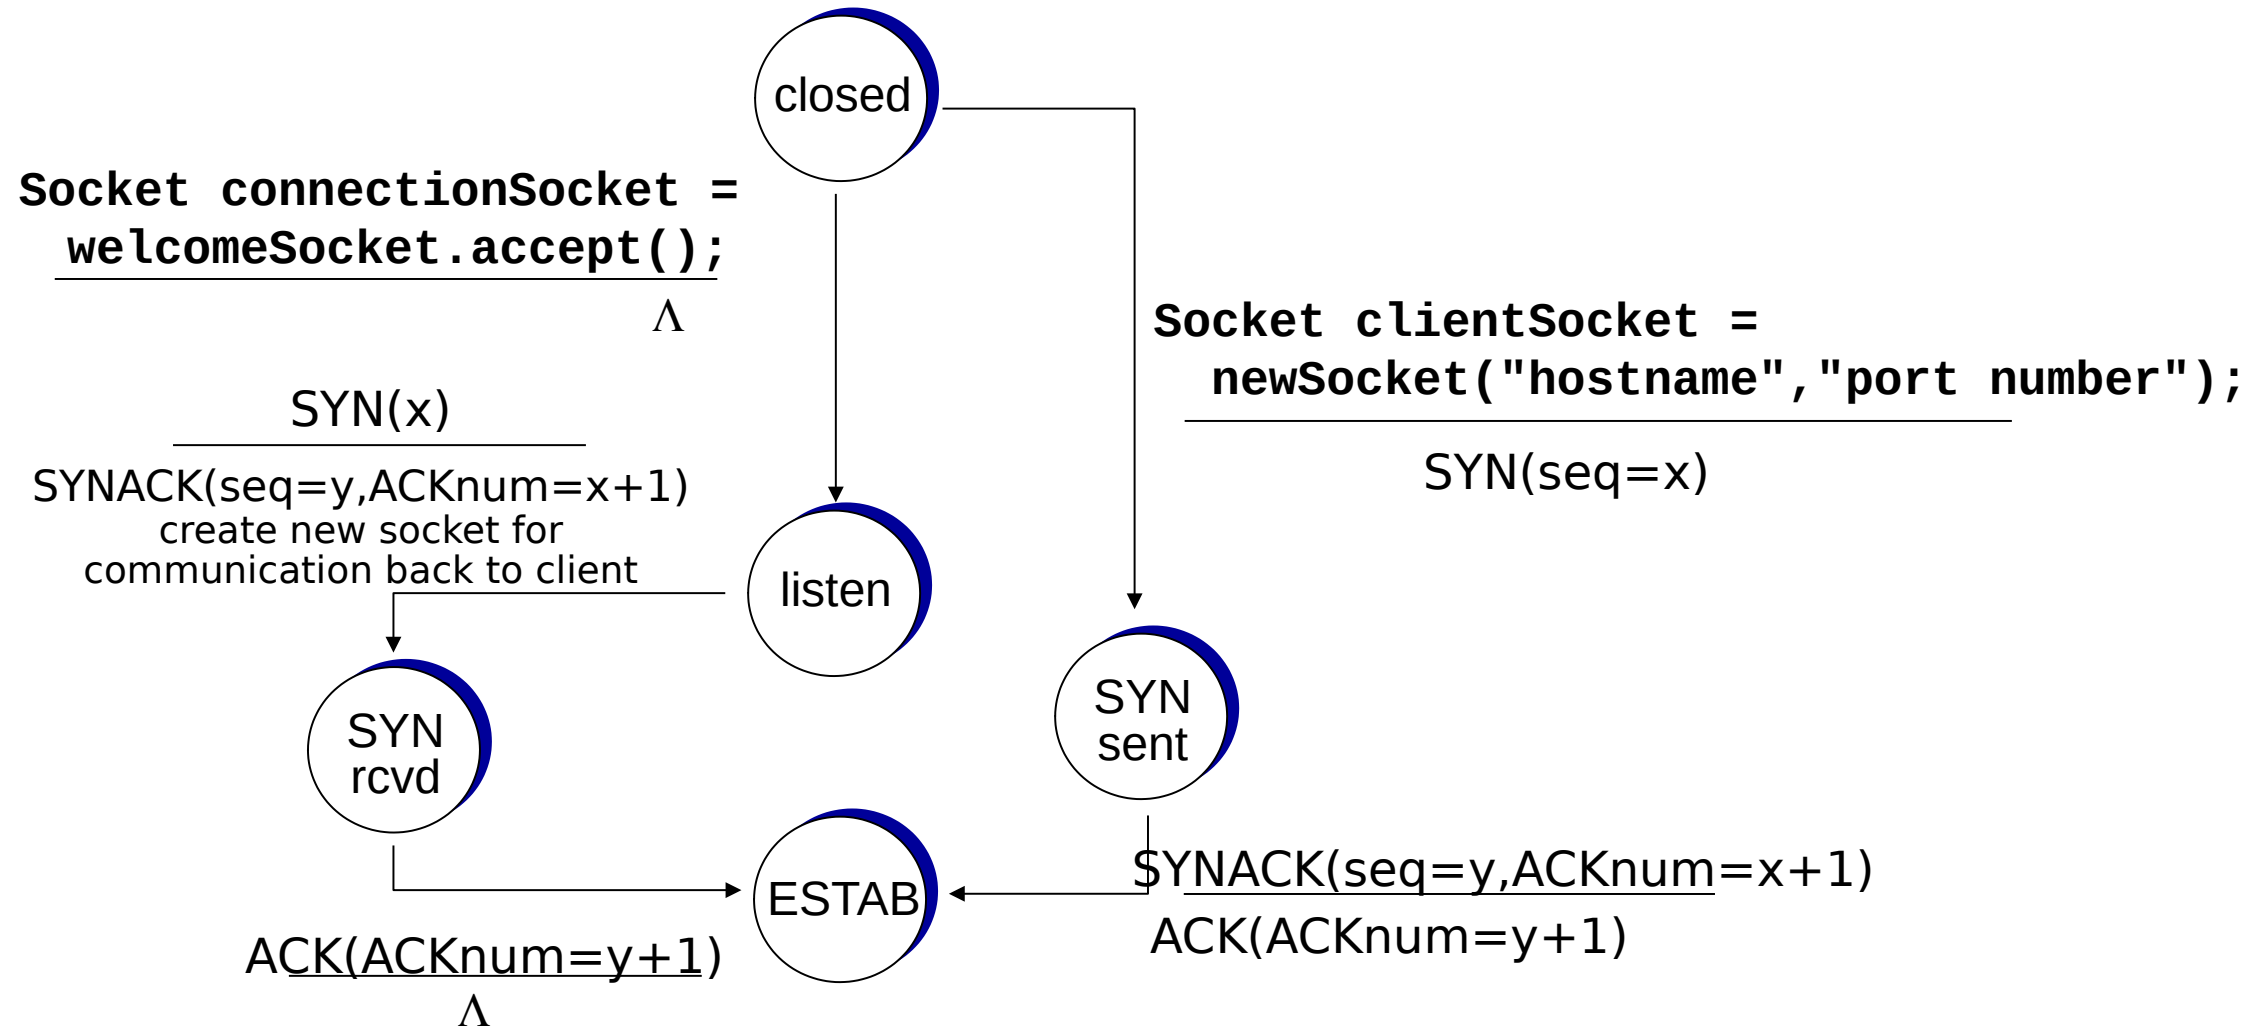 closed
Socket connectionSocket =
welcomeSocket.accept();
Λ
Socket clientSocket =
newSocket("hostname","port number");
SYN(seq=x)
SYN(x)
SYNACK(seq=y,ACKnum=x+1)
create new socket for
communication back to client
listen
SYN
rcvd
SYN
sent
ESTAB
SYNACK(seq=y,ACKnum=x+1)
ACK(ACKnum=y+1)
ACK(ACKnum=y+1)
Λ